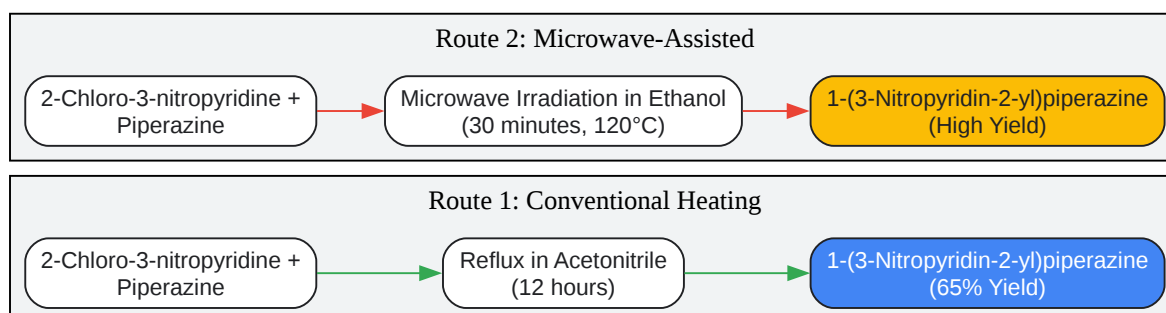 Route 2: Microwave-Assisted
2-Chloro-3-nitropyridine +
Piperazine
Microwave Irradiation in Ethanol
(30 minutes, 120°C)
1-(3-Nitropyridin-2-yl)piperazine
(High Yield)
Route 1: Conventional Heating
2-Chloro-3-nitropyridine +
Piperazine
Reflux in Acetonitrile
(12 hours)
1-(3-Nitropyridin-2-yl)piperazine
(65% Yield)